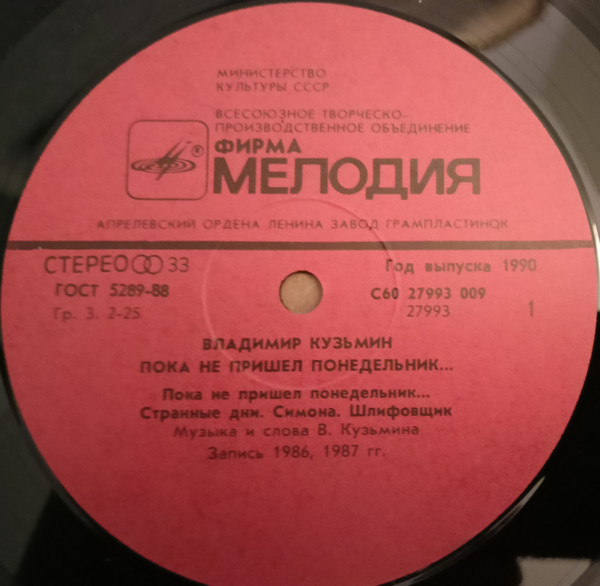 МИНИСТЕРСТВО
КУЛЬТУРЫ СССР
ВСЕСОЮЗНОЕ ТВОРЧЕСКО-
ПРОИЗВОДСТВЕННОЕ ОБЪЕДИНЕНИЕ
ФИРМА
®
МЕЛОДИЯ
АПРЕЛЕВСКИЙ ОРДЕНА ЛЕНИНА ЗАВОД ГРАМПЛАСТИНОК
СТЕРЕО 33
Год выпуска 1990
ГОСТ 5289-88
С60 27993 009
Гр. 3. 2-25
27993
1
ВЛАДИМИР КУЗЬМИН
ПОКА НЕ ПРИШЕЛ ПОНЕДЕЛЬНИК...
Пока не пришел понедельник...
Странные дни. Симона. Шлифовщик
Музыка и слова В. Кузьмина
Запись 1986, 1987 гг.